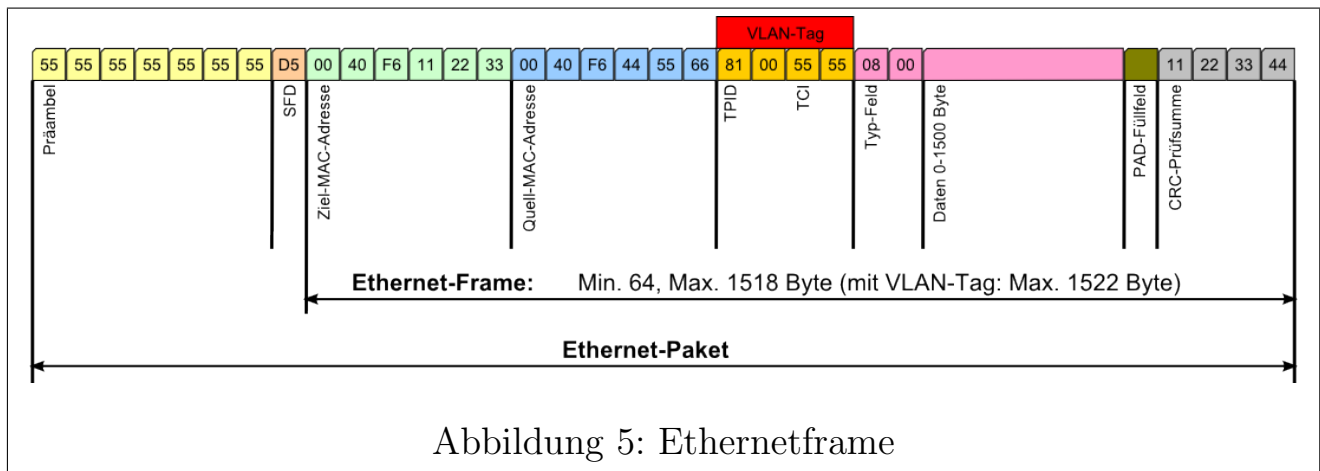 VLAN-Tag
55 55 55 55 55 55 55 D5 00 40 F6 11 22 33 00 40 F6 44 55 66 81 00 55 55 08 00 11 22 33 44
Präambel
SFD
Ziel-MAC-Adresse
Quell-MAC-Adresse
TPID
TCI
Typ-Feld
Daten 0-1500 Byte
PAD-Füllfeld
CRC-Prüfsumme
Ethernet-Frame: Min. 64, Max. 1518 Byte (mit VLAN-Tag: Max. 1522 Byte)
Ethernet-Paket
Abbildung 5: Ethernetframe